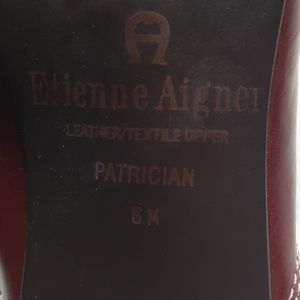 Etienne Aigner
LEATHER/TEXTILE UPPER
PATRICIAN
6 M